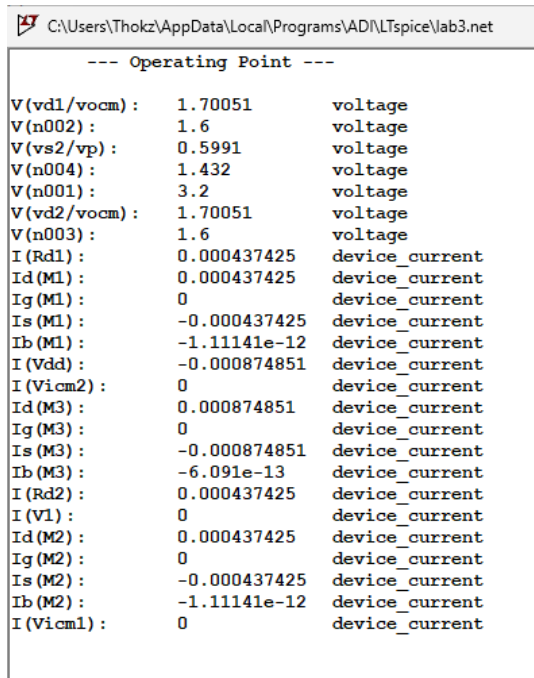 C:\Users\Thokz\AppData\Local\Programs\ADI\LTspice\lab3.net
--- Operating Point ---
V(vd1/vocm): 1.70051 voltage
V(n002): 1.6 voltage
V(vs2/vp): 0.5991 voltage
V(n004): 1.432 voltage
V(n001): 3.2 voltage
V(vd2/vocm): 1.70051 voltage
V(n003): 1.6 voltage
I(Rd1): 0.000437425 device_current
Id(M1): 0.000437425 device_current
Ig(M1): 0 device_current
Is(M1): -0.000437425 device_current
Ib(M1): -1.11141e-12 device_current
I(Vdd): -0.000874851 device_current
I(Vicm2): 0 device_current
Id(M3): 0.000874851 device_current
Ig(M3): 0 device_current
Is(M3): -0.000874851 device_current
Ib(M3): -6.091e-13 device_current
I(Rd2): 0.000437425 device_current
I(V1): 0 device_current
Id(M2): 0.000437425 device_current
Ig(M2): 0 device_current
Is(M2): -0.000437425 device_current
Ib(M2): -1.11141e-12 device_current
I(Vicm1): 0 device_current